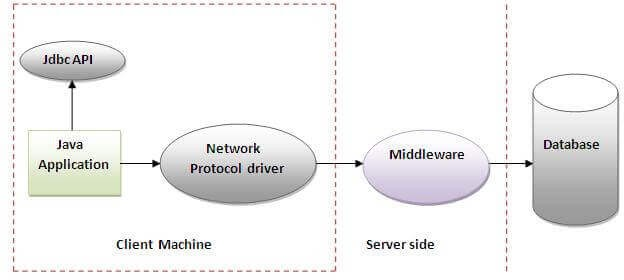 Jdbc API
Java
Application
Network
Protocol driver
Middleware
Database
Client Machine
Server side